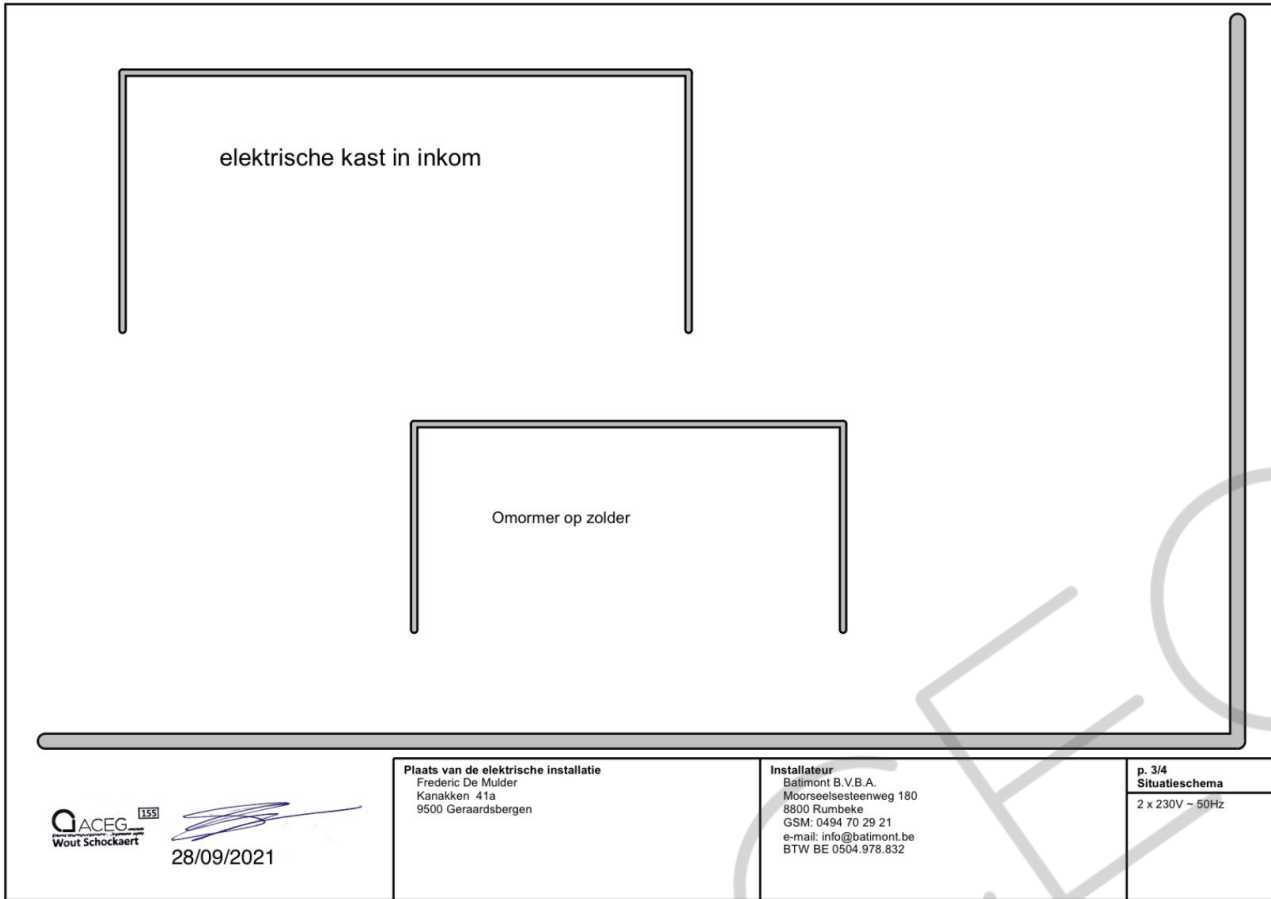 elektrische kast in inkom
Omormer op zolder
155
ACEG
Wout Schockaert
28/09/2021
Plaats van de elektrische installatie
Frederic De Mulder
Kanakken 41a
9500 Geraardsbergen
Installateur
Batimont B.V.B.A.
Moorseelsesteenweg 180
8800 Rumbeke
GSM: 0494 70 29 21
e-mail: info@batimont.be
BTW BE 0504.978.832
p. 3/4
Situatieschema
2 x 230V ~ 50Hz